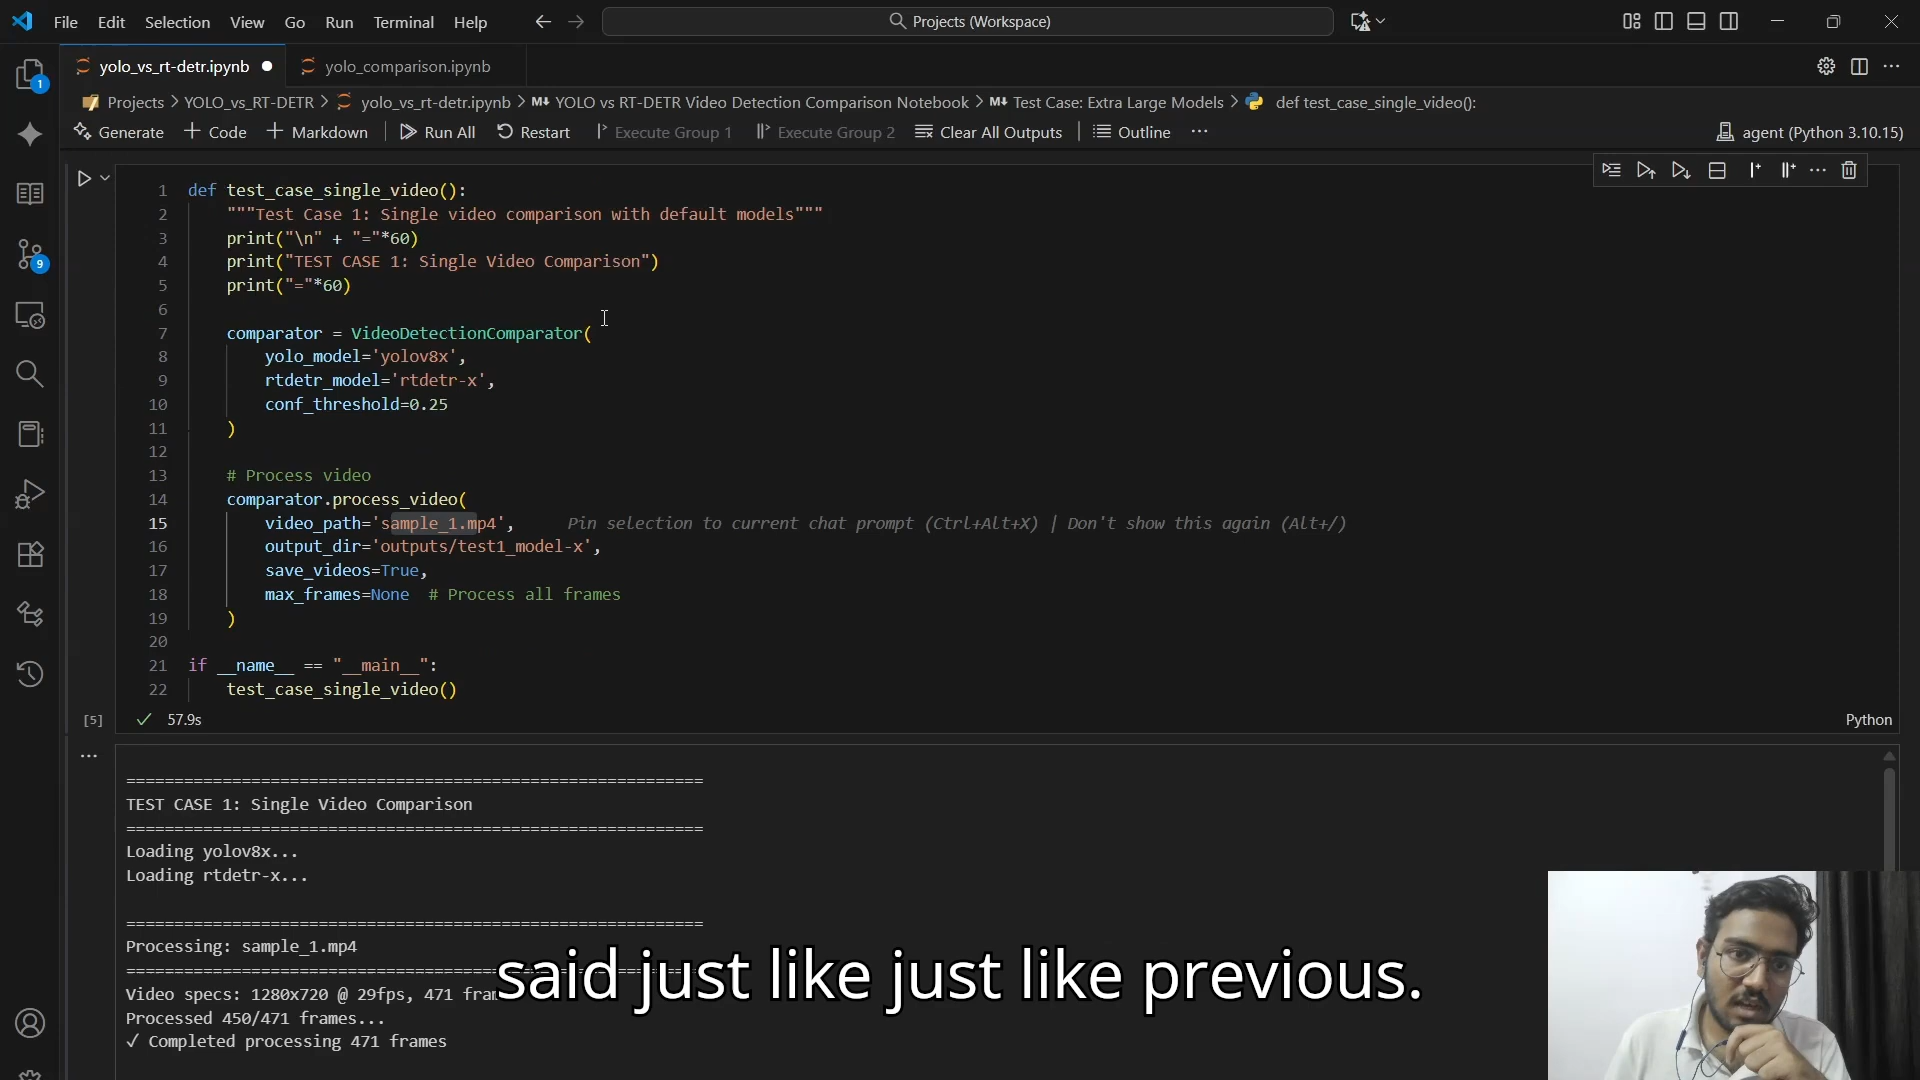 File Edit Selection View Go Run Terminal Help
Projects (Workspace)
yolo_vs_rt-detr.ipynb
yolo_comparison.ipynb
Projects > YOLO_vs_RT-DETR > yolo_vs_rt-detr.ipynb > M↓ YOLO vs RT-DETR Video Detection Comparison Notebook > M↓ Test Case: Extra Large Models > def test_case_single_video():
Generate + Code + Markdown | Run All Restart Execute Group 1 Execute Group 2 Clear All Outputs | Outline ... agent (Python 3.10.15)
1
9
1 def test_case_single_video():
2 """Test Case 1: Single video comparison with default models"""
3 print("\n" + "="*60)
4 print("TEST CASE 1: Single Video Comparison")
5 print("="*60)
6
7 comparator = VideoDetectionComparator(
8 yolo_model='yolov8x',
9 rtdetr_model='rtdetr-x',
10 conf_threshold=0.25
11 )
12
13 # Process video
14 comparator.process_video(
15 video_path='sample_1.mp4', Pin selection to current chat prompt (Ctrl+Alt+X) | Don't show this again (Alt+/)
16 output_dir='outputs/test1_model-x',
17 save_videos=True,
18 max_frames=None # Process all frames
19 )
20
21 if __name__ == "__main__":
22 test_case_single_video()
[5] ✓ 57.9s Python
...
============================================================
TEST CASE 1: Single Video Comparison
============================================================
Loading yolov8x...
Loading rtdetr-x...
============================================================
Processing: sample_1.mp4
============================================================
said just like just like previous.
Video specs: 1280x720 @ 29fps, 471 fram
Processed 450/471 frames...
✓ Completed processing 471 frames